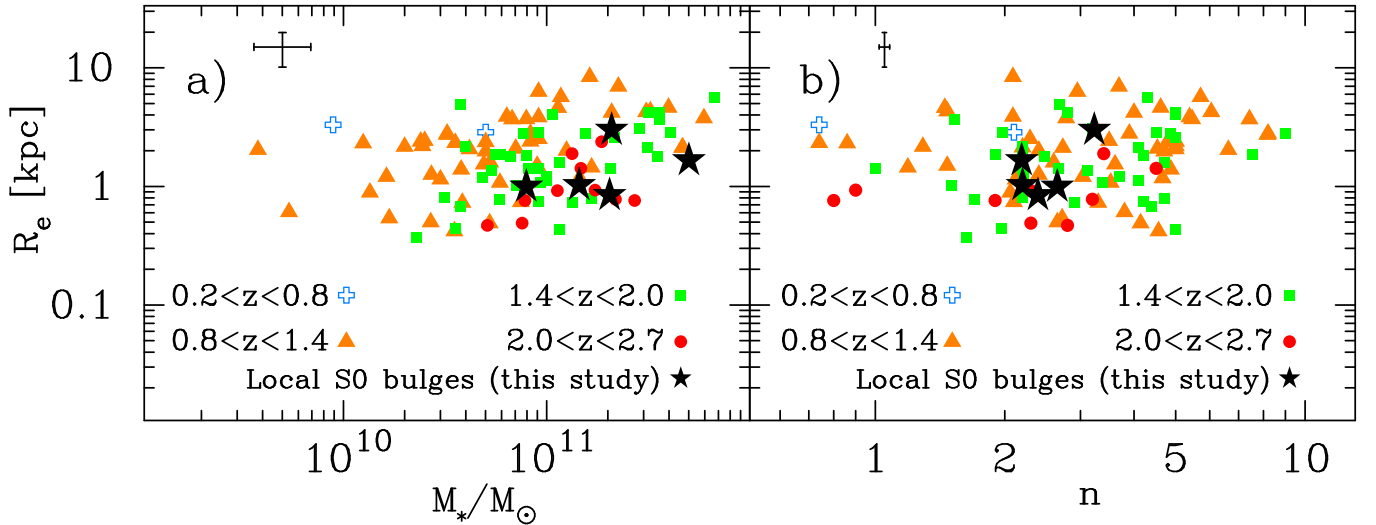 a)
b)
10
1
0.1
R_e [kpc]
0.2<z<0.8
1.4<z<2.0
0.8<z<1.4
2.0<z<2.7
Local S0 bulges (this study)
0.2<z<0.8
1.4<z<2.0
0.8<z<1.4
2.0<z<2.7
Local S0 bulges (this study)
10^10
10^11
1
2
5
10
M_*/M_⊙
n